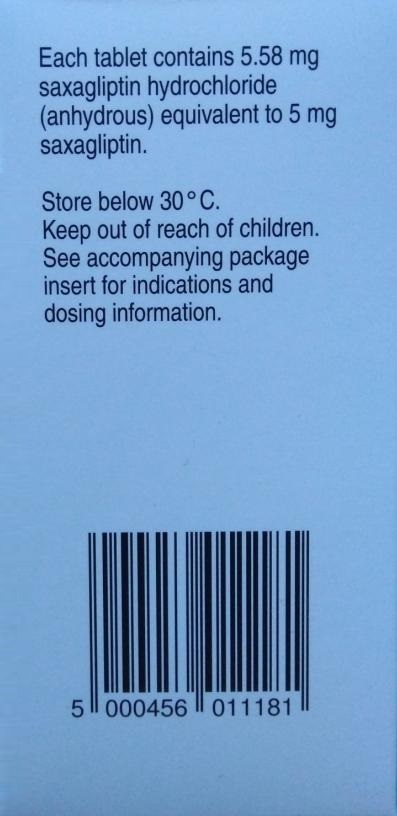 Each tablet contains 5.58 mg
saxagliptin hydrochloride
(anhydrous) equivalent to 5 mg
saxagliptin.
Store below 30°C.
Keep out of reach of children.
See accompanying package
insert for indications and
dosing information.
5 000456 011181